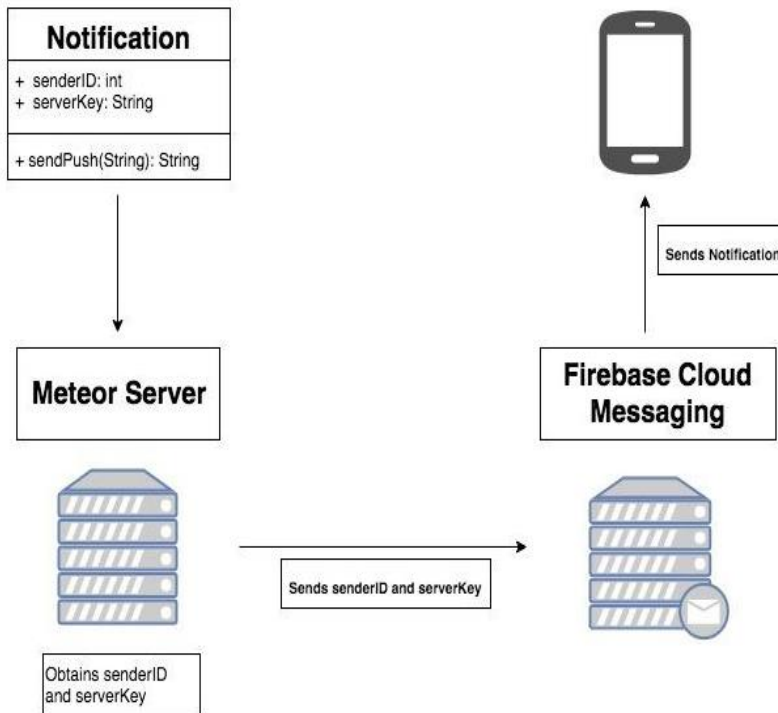 Notification
+ senderID: int
+ serverKey: String
+ sendPush(String): String
Sends Notification
Meteor Server
Firebase Cloud
Messaging
Sends senderID and serverKey
Obtains senderID
and serverKey